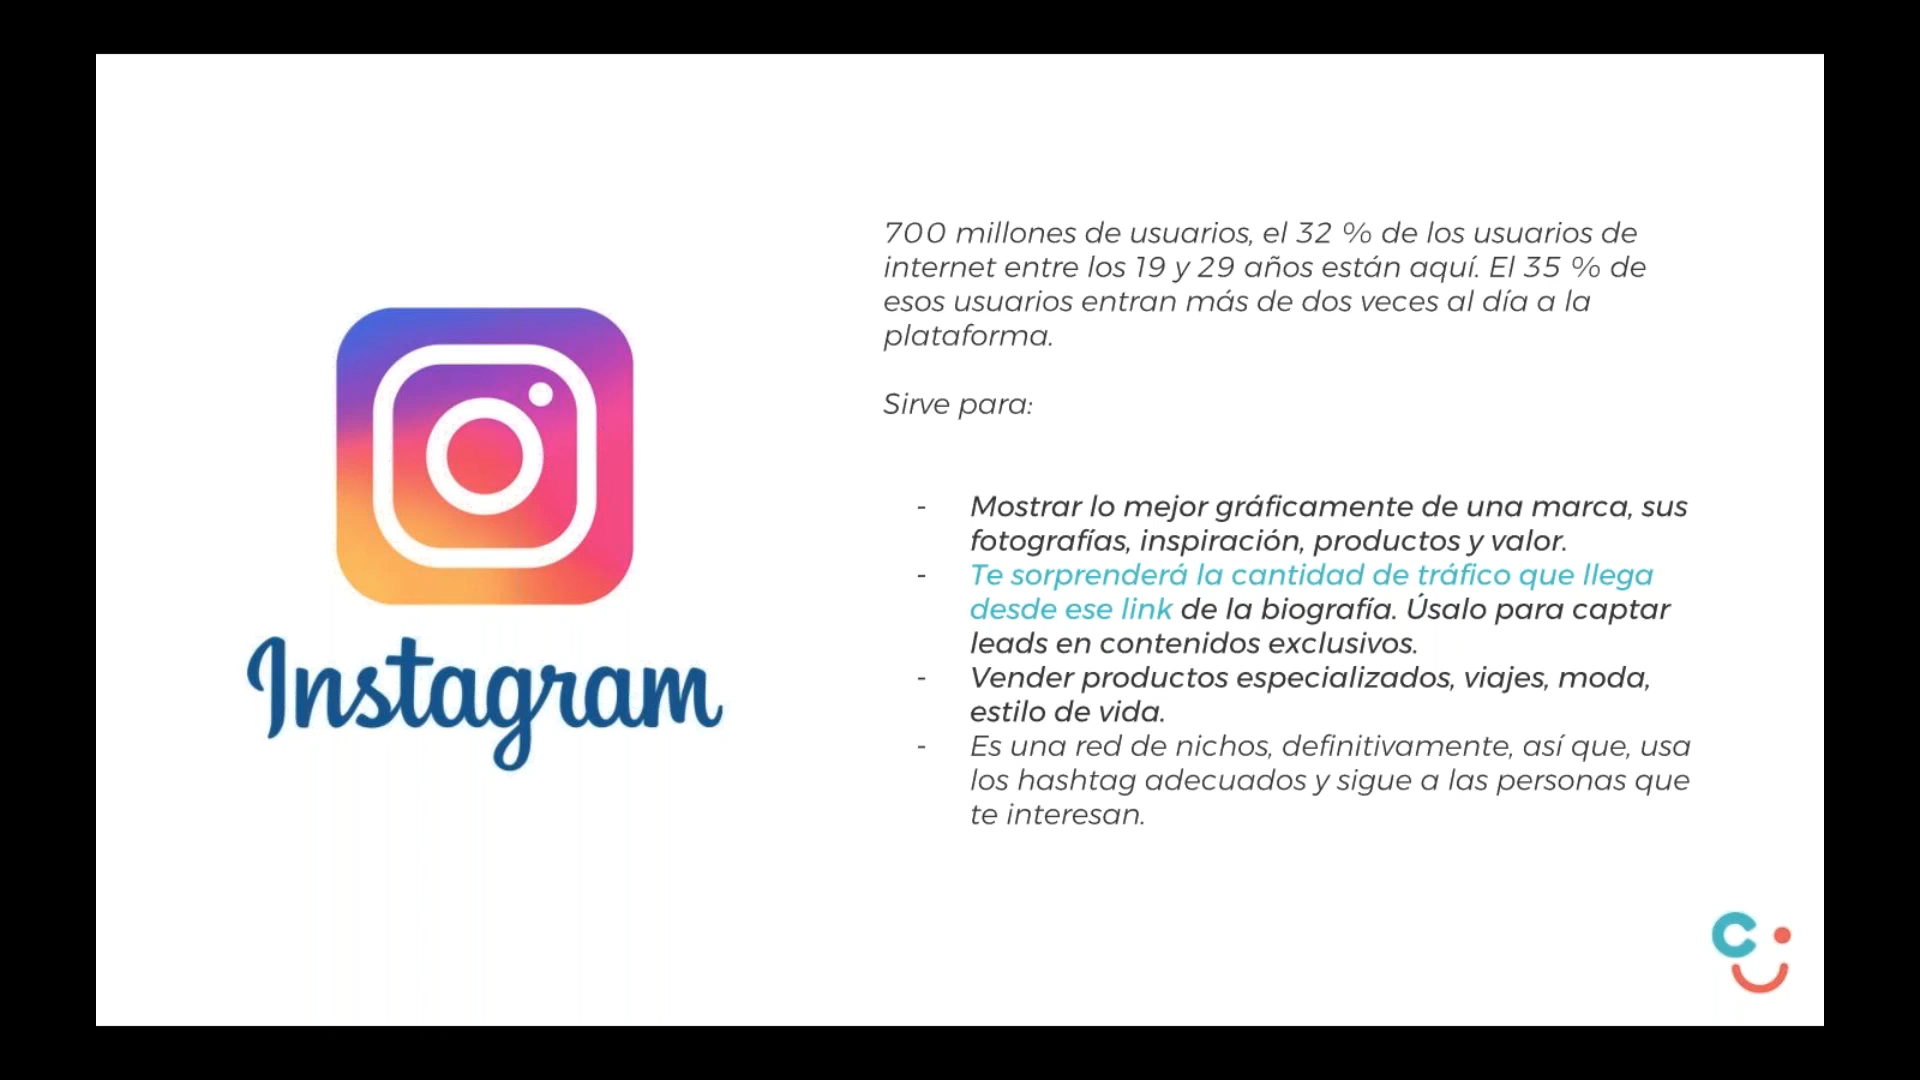 Instagram
700 millones de usuarios, el 32 % de los usuarios de
internet entre los 19 y 29 años están aquí. El 35 % de
esos usuarios entran más de dos veces al día a la
plataforma.
Sirve para:
- Mostrar lo mejor gráficamente de una marca, sus
fotografías, inspiración, productos y valor.
- Te sorprenderá la cantidad de tráfico que llega
desde ese link de la biografía. Úsalo para captar
leads en contenidos exclusivos.
- Vender productos especializados, viajes, moda,
estilo de vida.
- Es una red de nichos, definitivamente, así que, usa
los hashtag adecuados y sigue a las personas que
te interesan.